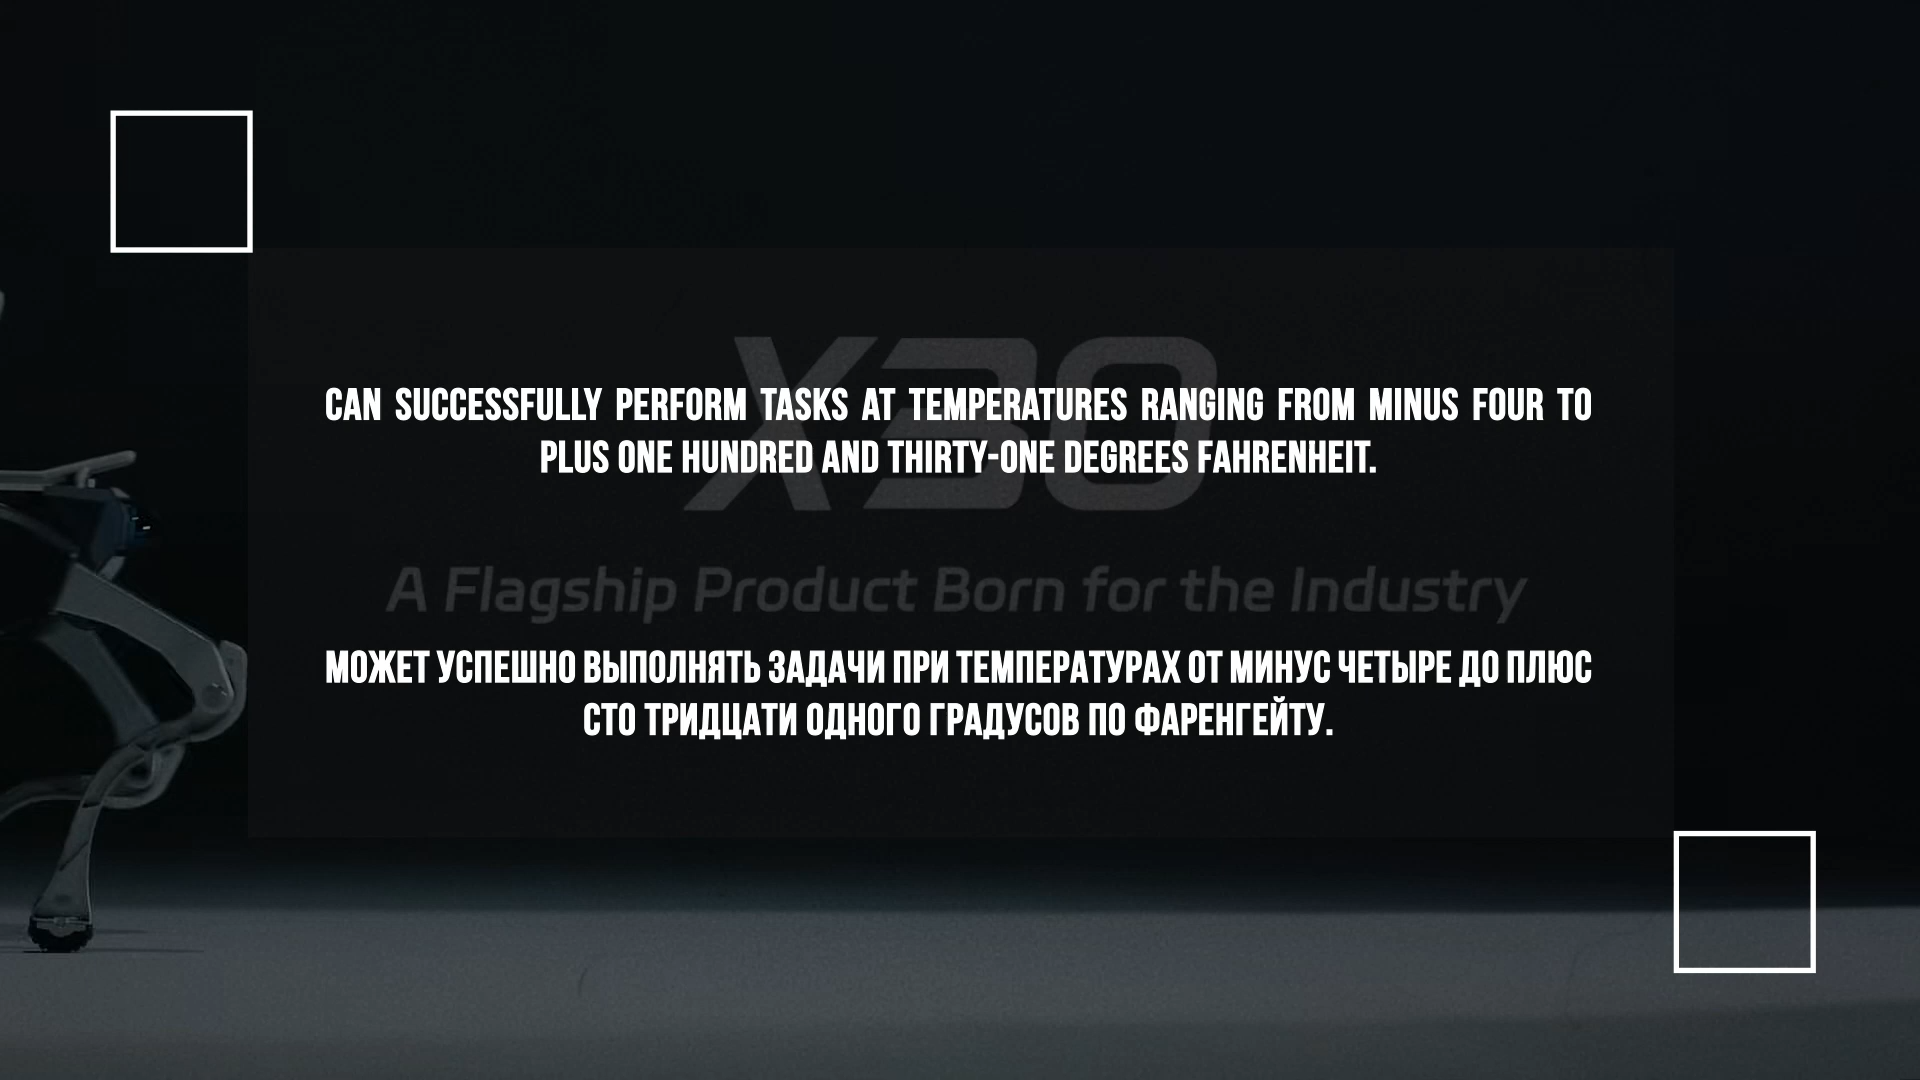 X30
CAN SUCCESSFULLY PERFORM TASKS AT TEMPERATURES RANGING FROM MINUS FOUR TO
PLUS ONE HUNDRED AND THIRTY-ONE DEGREES FAHRENHEIT.
A Flagship Product Born for the Industry
МОЖЕТ УСПЕШНО ВЫПОЛНЯТЬ ЗАДАЧИ ПРИ ТЕМПЕРАТУРАХ ОТ МИНУС ЧЕТЫРЕ ДО ПЛЮС
СТО ТРИДЦАТИ ОДНОГО ГРАДУСОВ ПО ФАРЕНГЕЙТУ.